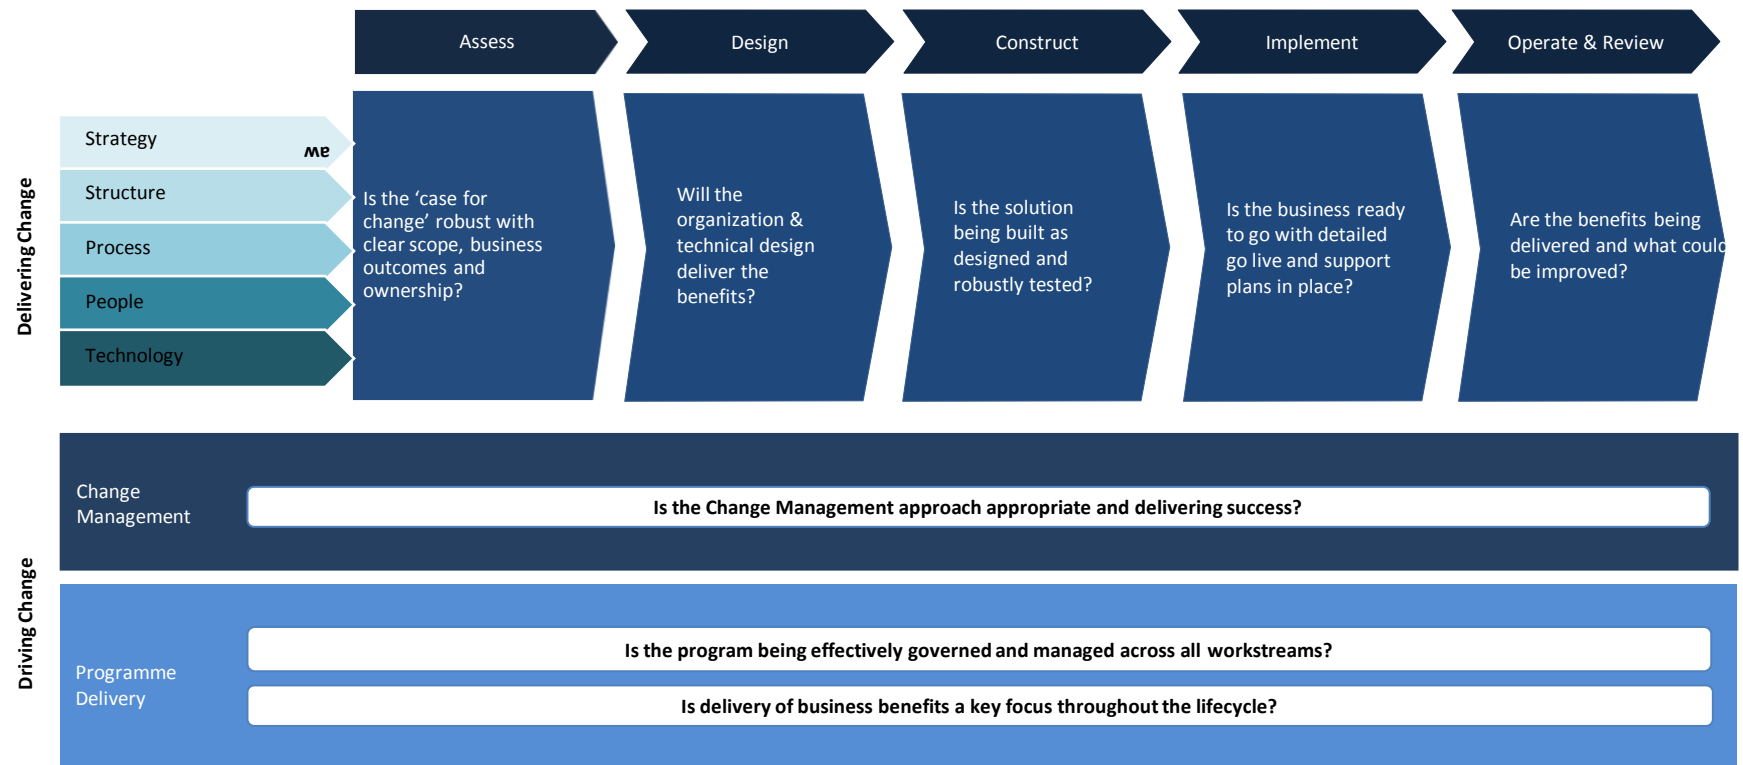 Assess
Design
Construct
Implement
Operate & Review
Delivering Change
Strategy
aw
Structure
Process
People
Technology
Is the ‘case for
change’ robust with
clear scope, business
outcomes and
ownership?
Will the
organization &
technical design
deliver the
benefits?
Is the solution
being built as
designed and
robustly tested?
Is the business ready
to go with detailed
go live and support
plans in place?
Are the benefits being
delivered and what could
be improved?
Driving Change
Change
Management
Is the Change Management approach appropriate and delivering success?
Programme
Delivery
Is the program being effectively governed and managed across all workstreams?
Is delivery of business benefits a key focus throughout the lifecycle?